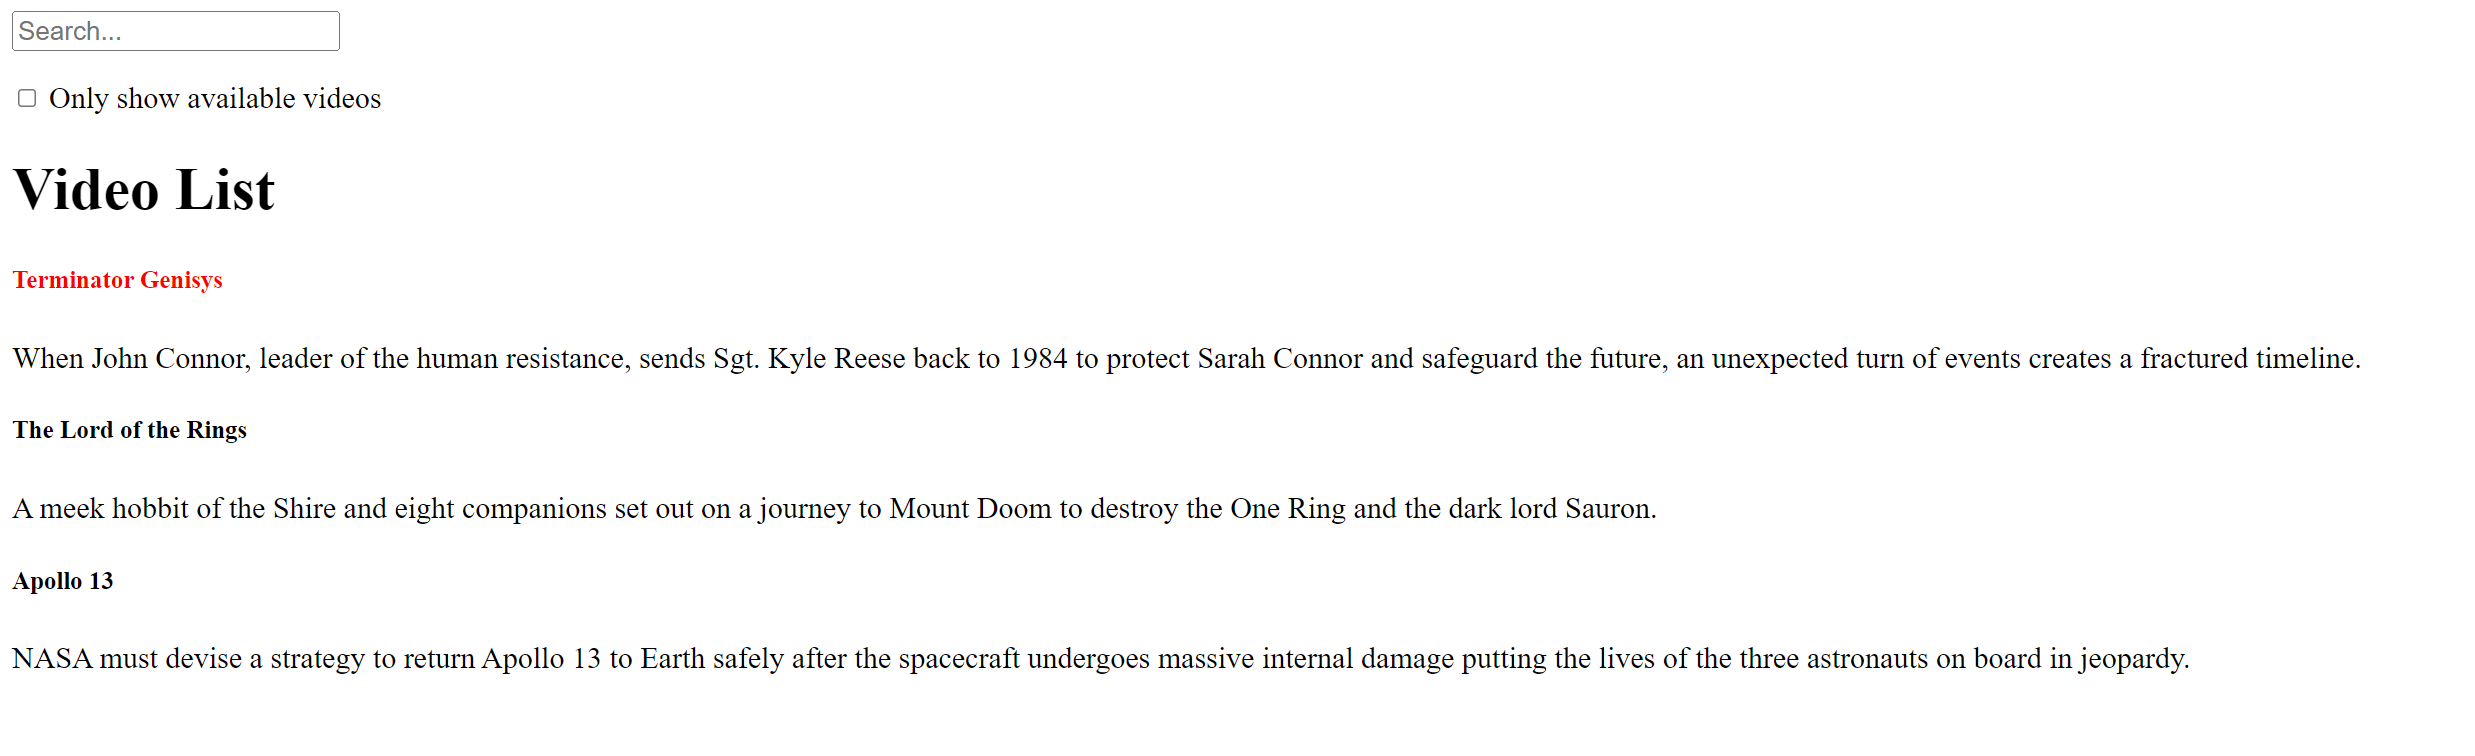 Search...
Only show available videos
Video List
Terminator Genisys
When John Connor, leader of the human resistance, sends Sgt. Kyle Reese back to 1984 to protect Sarah Connor and safeguard the future, an unexpected turn of events creates a fractured timeline.
The Lord of the Rings
A meek hobbit of the Shire and eight companions set out on a journey to Mount Doom to destroy the One Ring and the dark lord Sauron.
Apollo 13
NASA must devise a strategy to return Apollo 13 to Earth safely after the spacecraft undergoes massive internal damage putting the lives of the three astronauts on board in jeopardy.